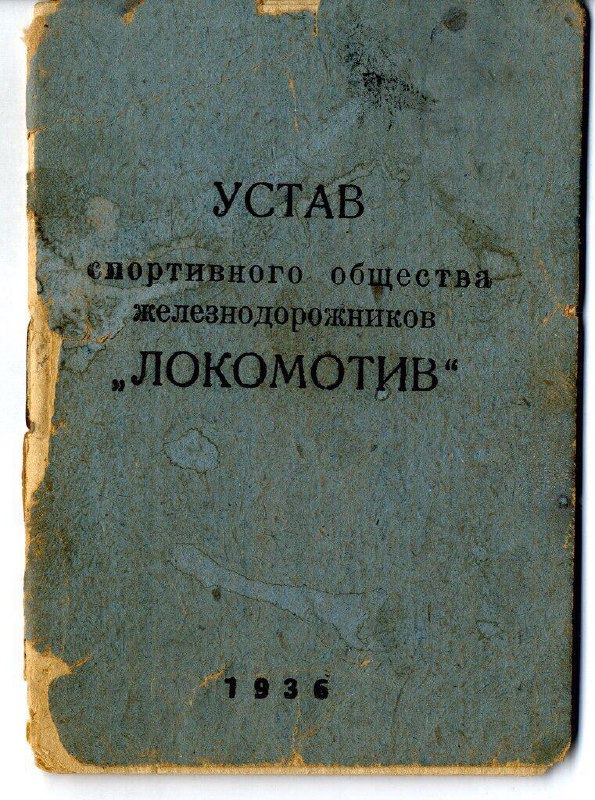 УСТАВ
спортивного общества
железнодорожников
„ЛОКОМОТИВ“
1936